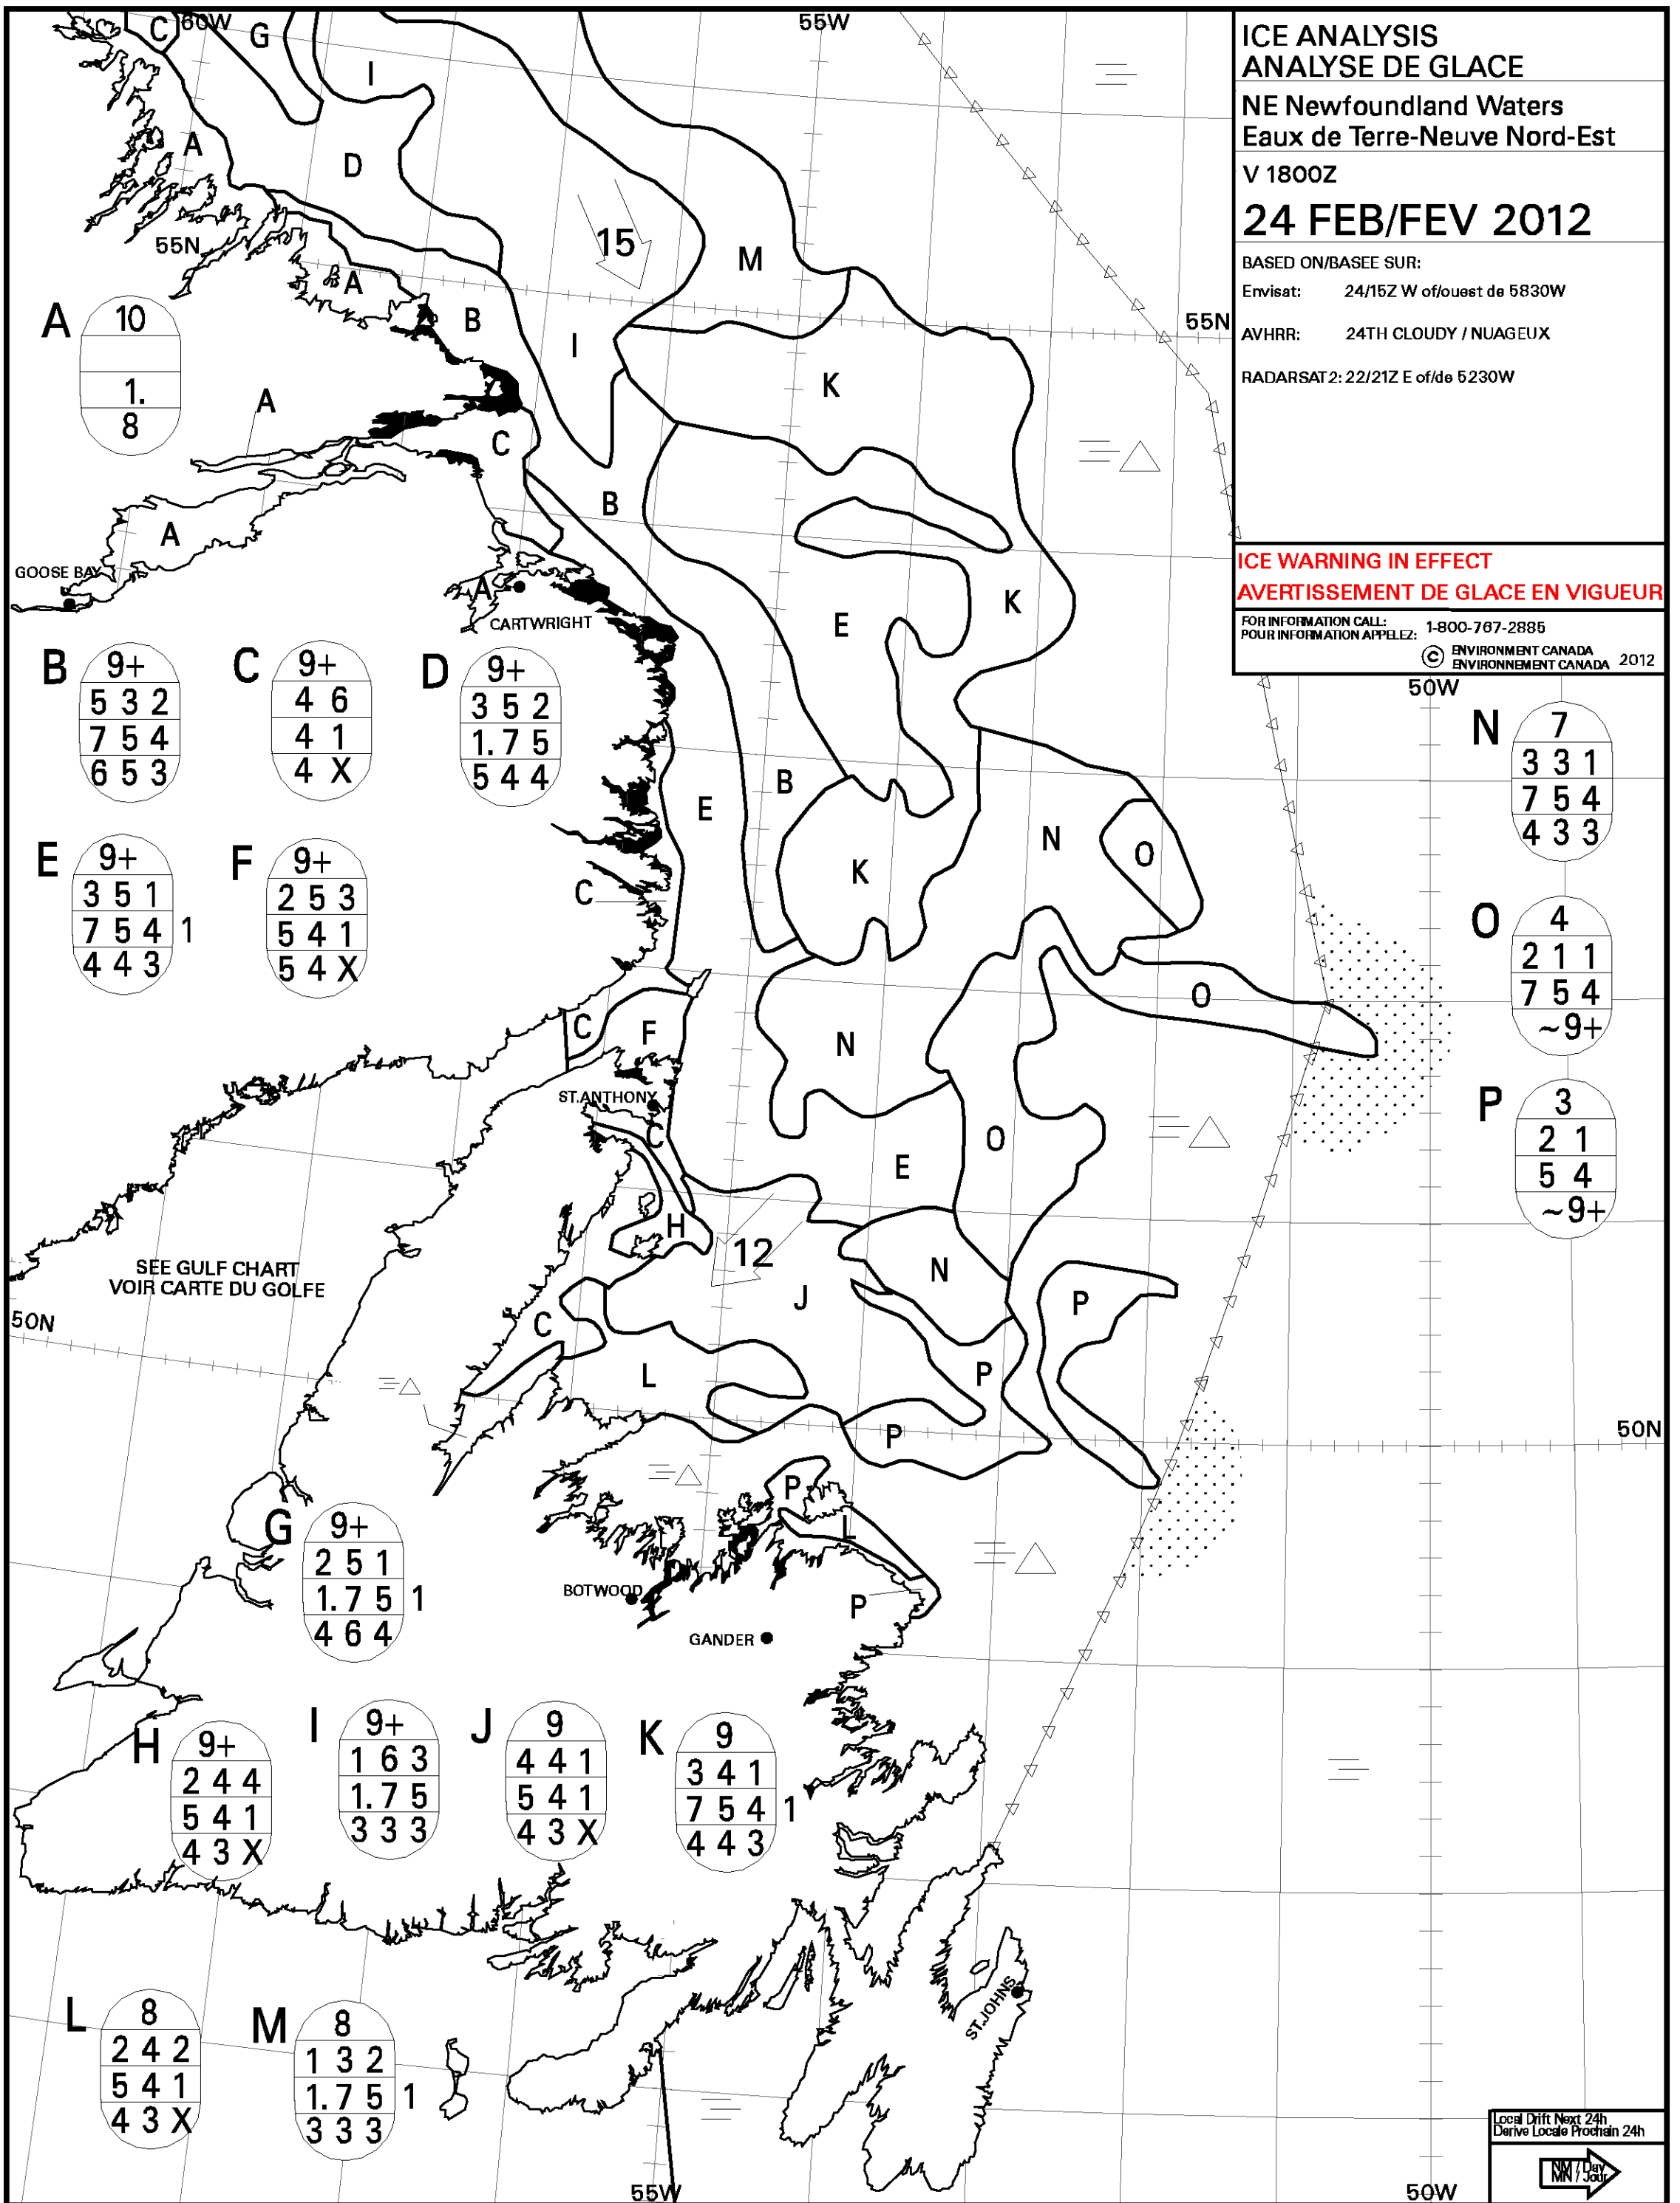 60W
55W
C
G
I
A
D
55N
15
M
A
B
I
55N
K
A
10
1.
8
A
C
B
A
GOOSE BAY
A
CARTWRIGHT
E
K
ICE ANALYSIS
ANALYSE DE GLACE
NE Newfoundland Waters
Eaux de Terre-Neuve Nord-Est
V 1800Z
24 FEB/FEV 2012
BASED ON/BASEE SUR:
Envisat: 24/15Z W of/ouest de 5830W
AVHRR: 24TH CLOUDY / NUAGEUX
RADARSAT2: 22/21Z E of/de 5230W
ICE WARNING IN EFFECT
AVERTISSEMENT DE GLACE EN VIGUEUR
FOR INFORMATION CALL:
POUR INFORMATION APPELEZ: 1-800-767-2885
© ENVIRONMENT CANADA
ENVIRONNEMENT CANADA 2012
50W
B
9+
5 3 2
7 5 4
6 5 3
C
9+
4 6
4 1
4 X
D
9+
3 5 2
1. 7 5
5 4 4
N
7
3 3 1
7 5 4
4 3 3
E
B
N
O
K
C
E
9+
3 5 1
7 5 4 1
4 4 3
F
9+
2 5 3
5 4 1
5 4 X
O
4
2 1 1
7 5 4
~9+
O
C
F
N
ST.ANTHONY
C
E
O
P
3
2 1
5 4
~9+
H
12
N
J
P
SEE GULF CHART
VOIR CARTE DU GOLFE
50N
C
L
P
P
50N
P
L
G
9+
2 5 1
1. 7 5 1
4 6 4
BOTWOOD
P
GANDER
H
9+
2 4 4
5 4 1
4 3 X
I
9+
1 6 3
1. 7 5
3 3 3
J
9
4 4 1
5 4 1
4 3 X
K
9
3 4 1
7 5 4 1
4 4 3
ST.JOHNS
L
8
2 4 2
5 4 1
4 3 X
M
8
1 3 2
1. 7 5 1
3 3 3
Local Drift Next 24h
Derive Locale Prochain 24h
NM / Day
MN / Jour
55W
50W